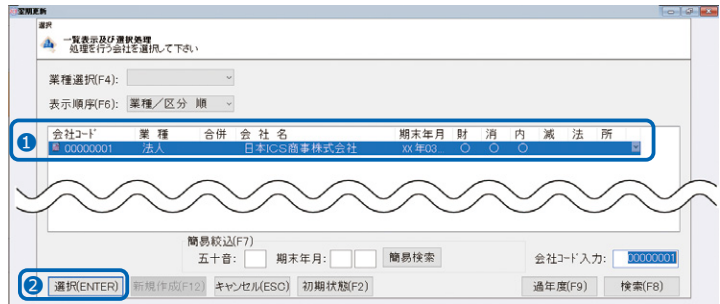 翌期更新
選択
一覧表示及び選択処理
処理を行う会社を選択して下さい
業種選択(F4):
表示順序(F6): 業種/区分 順
1
会社コード 業 種 合併 会 社 名 期末年月 財 消 内 減 法 所
00000001 法人 日本ICS商事株式会社 XX年03... ○ ○ ○
簡易絞込(F7)
五十音: 期末年月: 簡易検索 会社コード入力: 00000001
2
選択(ENTER) 新規作成(F12) キャンセル(ESC) 初期状態(F2) 過年度(F9) 検索(F8)